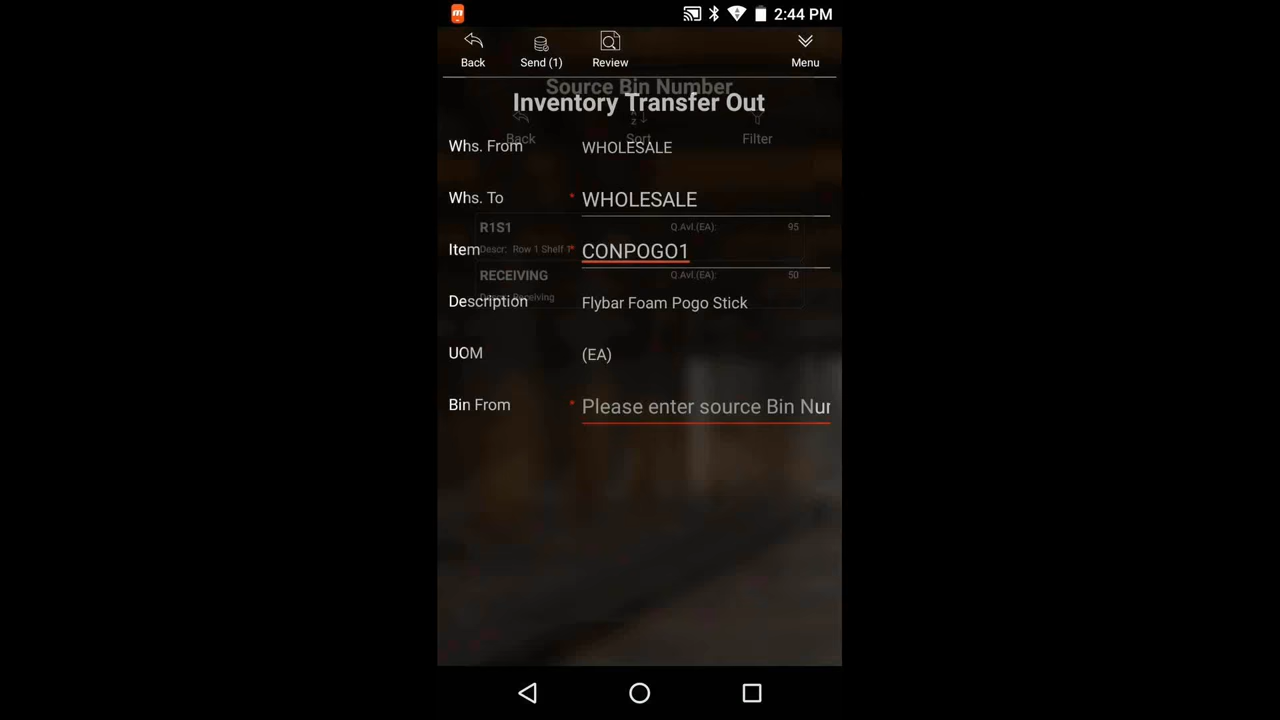 2:44 PM
Back Send (1) Review Menu
Source Bin Number
Inventory Transfer Out
Back Sort Filter
Whs. From WHOLESALE
Whs. To * WHOLESALE
R1S1 Q.Avl.(EA): 95
Item * CONPOGO1
Descr: Row 1 Shelf 1
RECEIVING Q.Avl.(EA): 50
Description Flybar Foam Pogo Stick
Receiving
UOM (EA)
Bin From * Please enter source Bin Nur